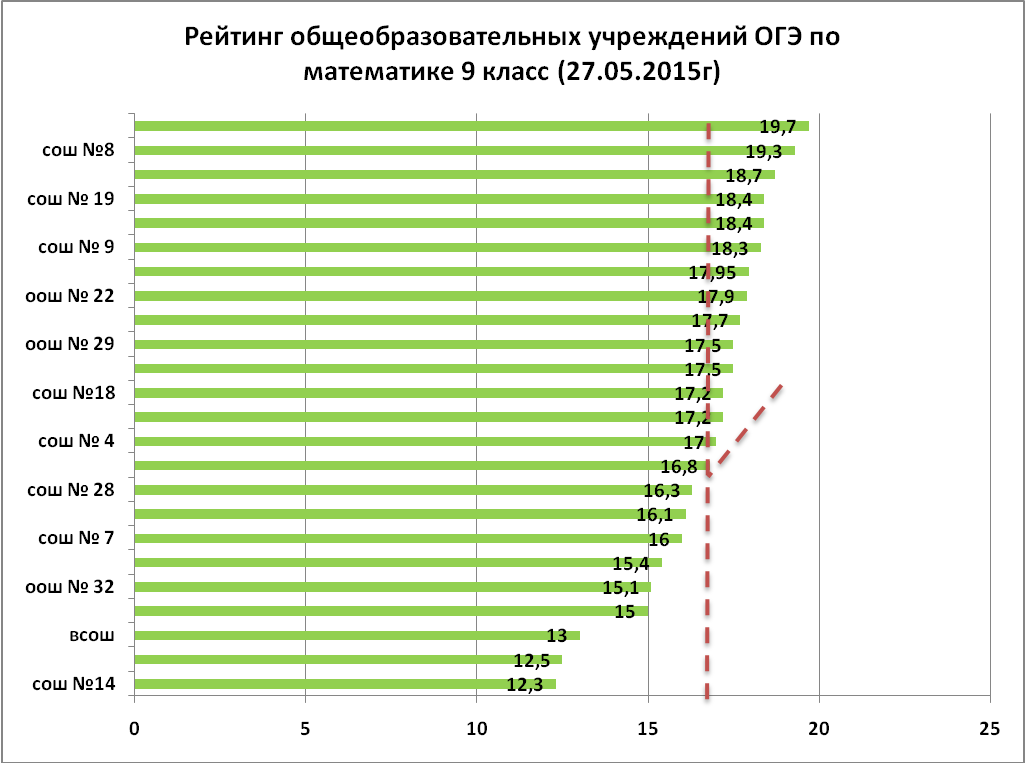 Рейтинг общеобразовательных учреждений ОГЭ по
математике 9 класс (27.05.2015г)
19,7
сош №8 19,3
18,7
сош № 19 18,4
18,4
сош № 9 18,3
17,95
оош № 22 17,9
17,7
оош № 29 17,5
17,5
сош №18 17,2
17,2
сош № 4 17
16,8
сош № 28 16,3
16,1
сош № 7 16
15,4
оош № 32 15,1
15
всош 13
12,5
сош №14 12,3
0 5 10 15 20 25